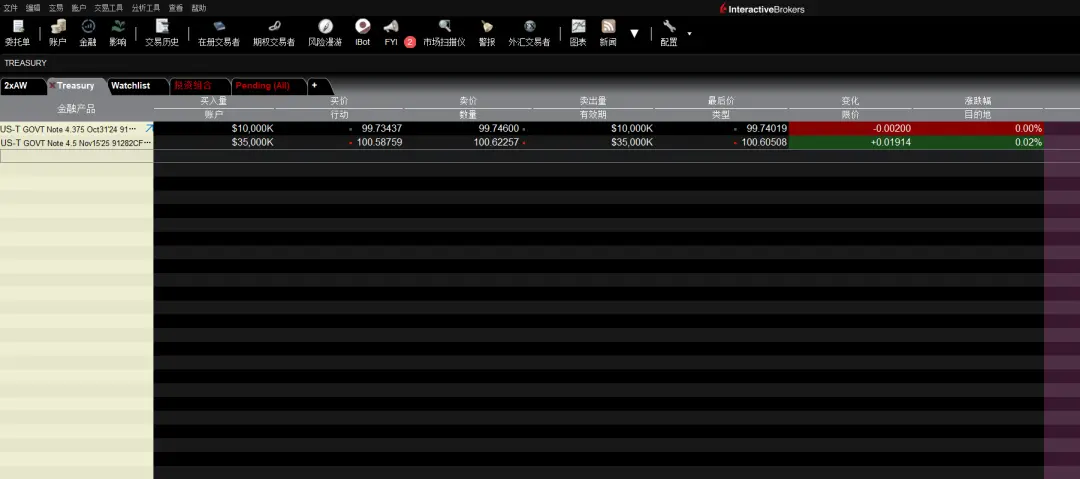 文件 编辑 交易 账户 交易工具 分析工具 查看 帮助
InteractiveBrokers
委托单 账户 金融 影响 交易历史 在册交易者 期权交易者 风险漫游 IBot FYI 2 市场扫描仪 警报 外汇交易者 图表 新闻 配置
TREASURY
2xAW Treasury Watchlist 投资组合 Pending (All) +
金融产品 买入量 买价 卖价 卖出量 最后价 变化 涨跌幅
账户 行动 数量 有效期 类型 限价 目的地
US-T GOVT Note 4.375 Oct31'24 91··· $10,000K 99.73437 99.74600 $10,000K 99.74019 -0.00200 0.00%
US-T GOVT Note 4.5 Nov15'25 91282CF··· $35,000K 100.58759 100.62257 $35,000K 100.60508 +0.01914 0.02%